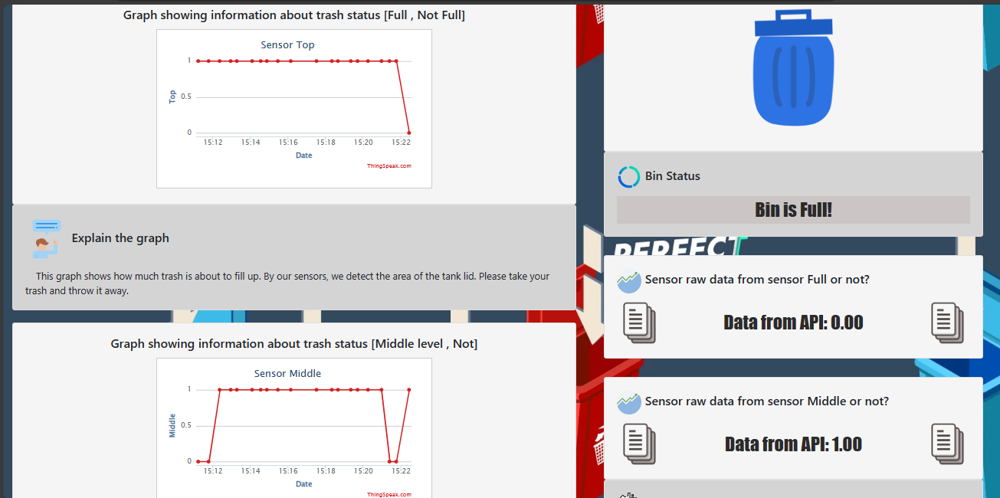 Graph showing information about trash status [Full , Not Full]
Sensor Top
1
0.5
0
Top
15:12 15:14 15:16 15:18 15:20 15:22
Date
ThingSpeak.com
Explain the graph
This graph shows how much trash is about to fill up. By our sensors, we detect the area of the tank lid. Please take your
trash and throw it away.
Graph showing information about trash status [Middle level , Not]
Sensor Middle
1
0.5
0
Middle
15:12 15:14 15:16 15:18 15:20 15:22
Date
ThingSpeak.com
Bin Status
Bin is Full!
PERFECT
Sensor raw data from sensor Full or not?
Data from API: 0.00
Sensor raw data from sensor Middle or not?
Data from API: 1.00